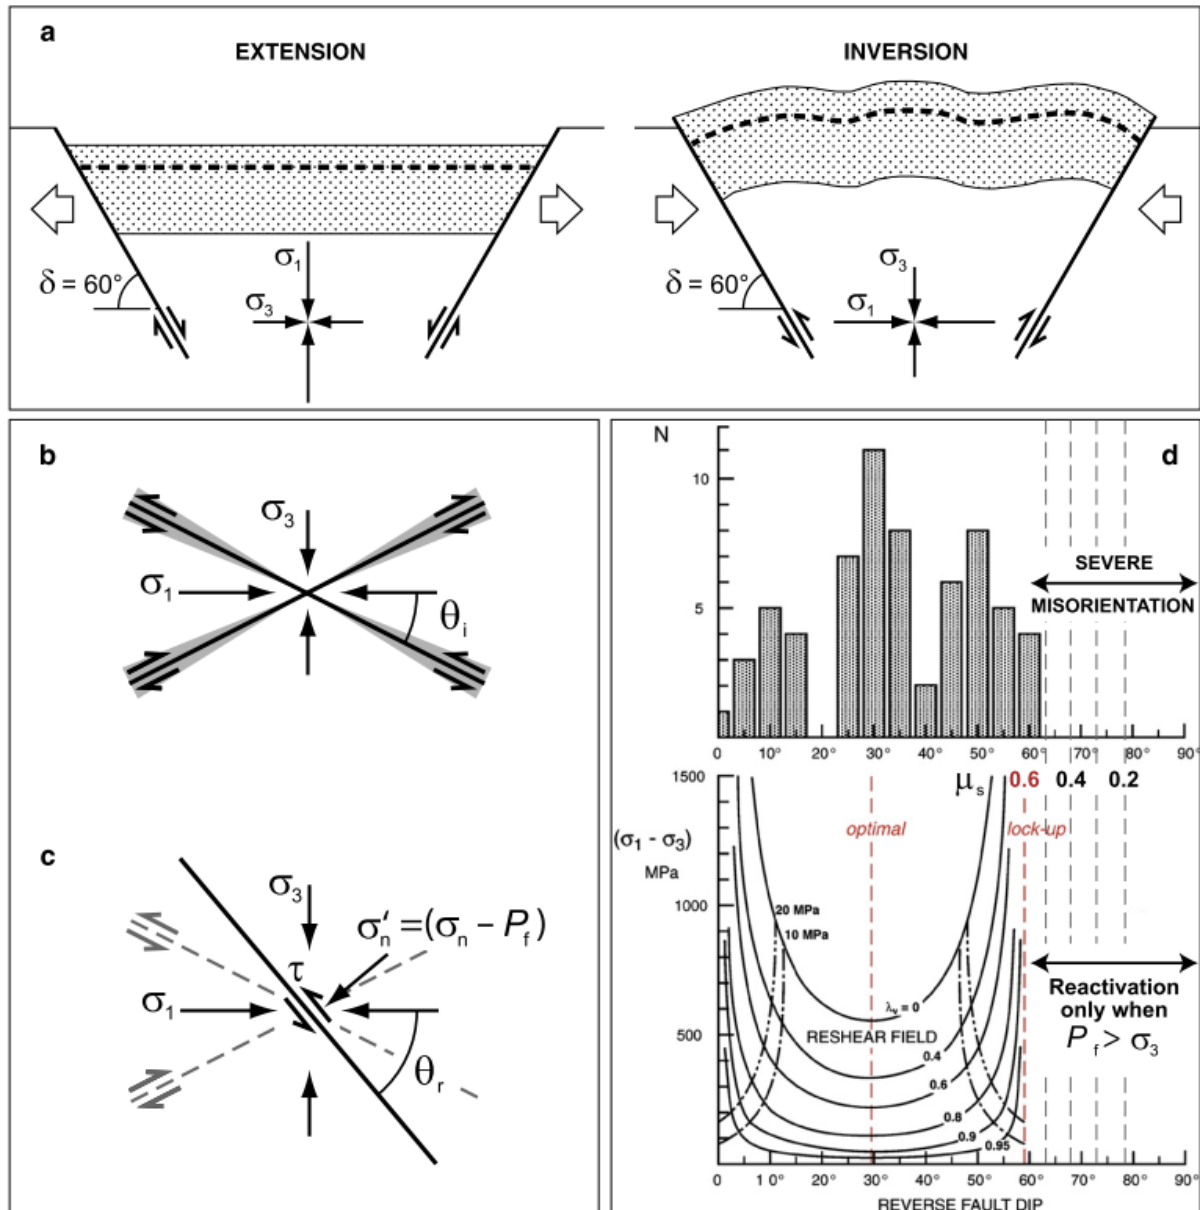 a
EXTENSION
INVERSION
σ1
σ3
δ = 60°
σ3
σ1
δ = 60°
b
σ3
σ1
θi
c
σ3
σ'n = (σn – Pf)
τ
σ1
θr
d
N
10
5
SEVERE
MISORIENTATION
0 10° 20° 30° 40° 50° 60° 70° 80° 90°
μs 0.6 0.4 0.2
1500
optimal
lock-up
(σ1 - σ3)
MPa
1000
20 MPa
10 MPa
λv = 0
RESHEAR FIELD
500
0.4
0.6
0.8
0.9
0.95
Reactivation
only when
Pf > σ3
0 1 0° 20° 30° 40° 50° 60° 70° 80° 90°
REVERSE FAULT DIP